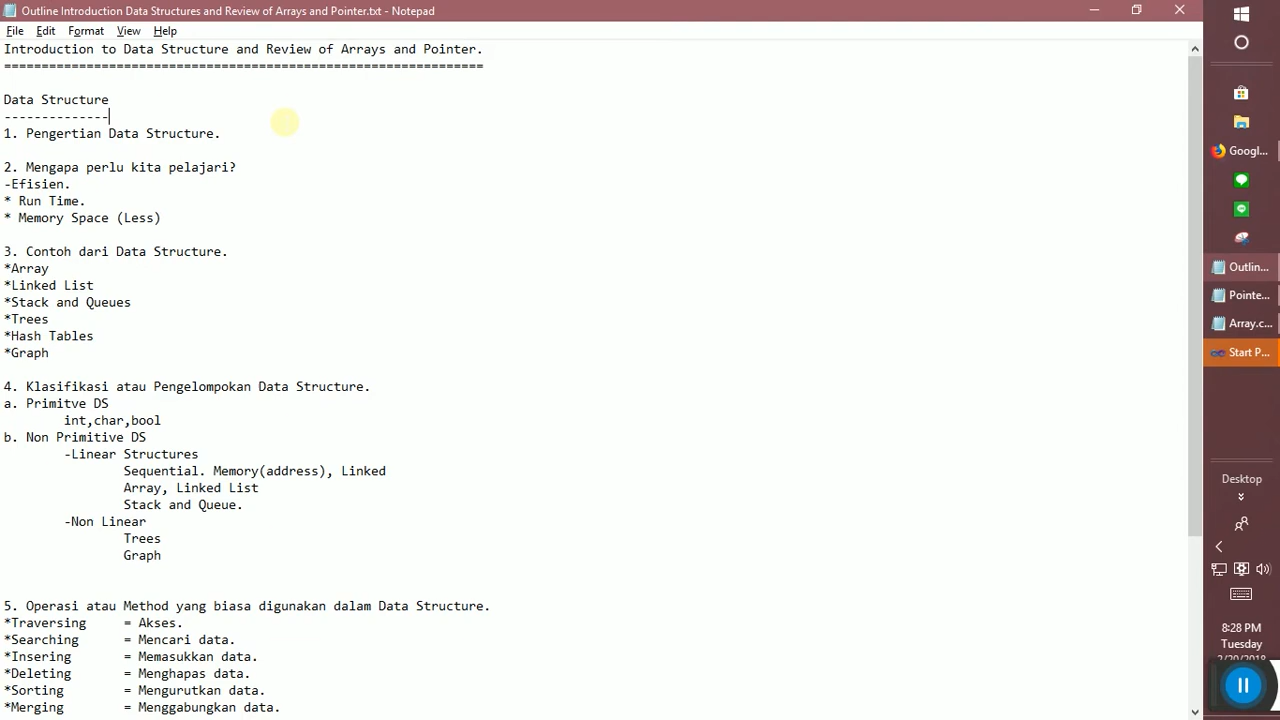 Outline Introduction Data Structures and Review of Arrays and Pointer.txt - Notepad
File Edit Format View Help
Introduction to Data Structure and Review of Arrays and Pointer.
================================================================
Data Structure
--------------
1. Pengertian Data Structure.
2. Mengapa perlu kita pelajari?
-Efisien.
* Run Time.
* Memory Space (Less)
3. Contoh dari Data Structure.
*Array
*Linked List
*Stack and Queues
*Trees
*Hash Tables
*Graph
4. Klasifikasi atau Pengelompokan Data Structure.
a. Primitve DS
int,char,bool
b. Non Primitive DS
-Linear Structures
Sequential. Memory(address), Linked
Array, Linked List
Stack and Queue.
-Non Linear
Trees
Graph
5. Operasi atau Method yang biasa digunakan dalam Data Structure.
*Traversing = Akses.
*Searching = Mencari data.
*Insering = Memasukkan data.
*Deleting = Menghapas data.
*Sorting = Mengurutkan data.
*Merging = Menggabungkan data.
Googl...
Outlin...
Pointe...
Array.c...
Start P...
Desktop
8:28 PM
Tuesday
2/20/2018